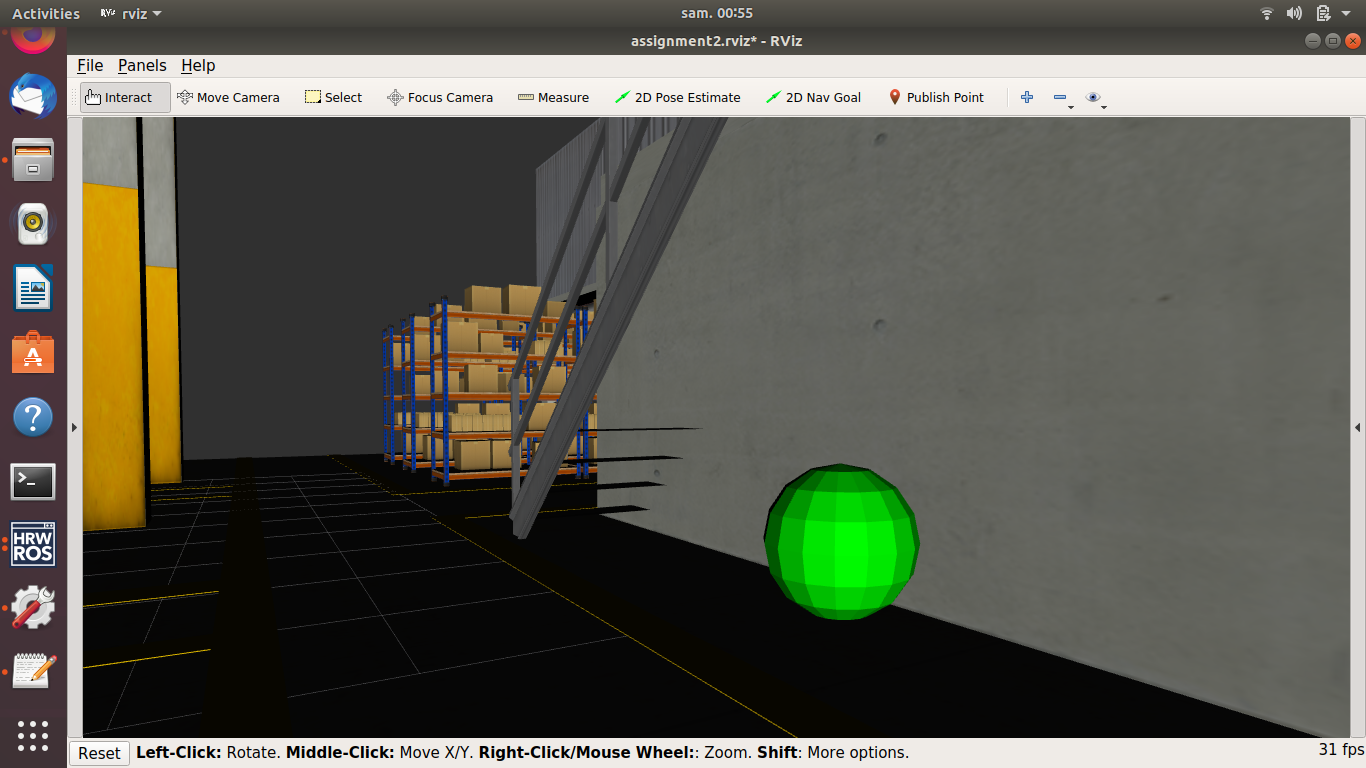 Activities RViz rviz sam. 00:55
assignment2.rviz* - RViz
File Panels Help
Interact Move Camera Select Focus Camera Measure 2D Pose Estimate 2D Nav Goal Publish Point
HRW
ROS
Reset Left-Click: Rotate. Middle-Click: Move X/Y. Right-Click/Mouse Wheel:: Zoom. Shift: More options. 31 fps